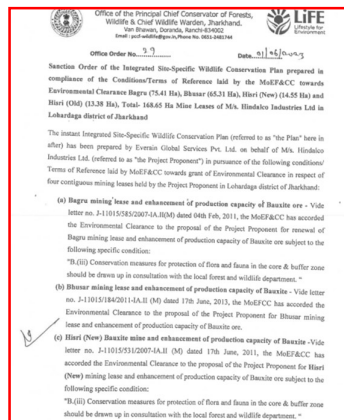 Office of the Principal Chief Conservator of Forests,
Wildlife & Chief Wildlife Warden, Jharkhand.
Van Bhawan, Doranda, Ranchi-834002
Email : pccf-wildlife@gov.in, Phone No. 0651-2481744
LiFE
Lifestyle for
Environment
Office Order No. 29
Date. 01/06/2023
Sanction Order of the Integrated Site-Specific Wildlife Conservation Plan prepared in
compliance of the Conditions/Terms of Reference laid by the MoEF&CC towards
Environmental Clearance Bagru (75.41 Ha), Bhusar (65.31 Ha), Hisri (New) (14.55 Ha) and
Hisri (Old) (13.38 Ha), Total- 168.65 Ha Mine Leases of M/s. Hindalco Industries Ltd in
Lohardaga district of Jharkhand
The instant Integrated Site-Specific Wildlife Conservation Plan (referred to as "the Plan" here in
after) has been prepared by Eversin Global Services Pvt. Ltd. on behalf of M/s. Hindalco
Industries Ltd. (referred to as "the Project Proponent") in pursuance of the following conditions/
Terms of Reference laid by MoEF&CC towards grant of Environmental Clearance in respect of
four contiguous mining leases held by the Project Proponent in Lohardaga district of Jharkhand:
(a) Bagru mining lease and enhancement of production capacity of Bauxite ore - Vide
letter no. J-11015/585/2007-IA.II(M) dated 04th Feb, 2011, the MoEF&CC has accorded
the Environmental Clearance to the proposal of the Project Proponent for renewal of
Bagru mining lease and enhancement of production capacity of Bauxite ore subject to the
following specific condition:
"B.(iii) Conservation measures for protection of flora and fauna in the core & buffer zone
should be drawn up in consultation with the local forest and wildlife department. "
(b) Bhusar mining lease and enhancement of production capacity of Bauxite - Vide letter
no. J-11015/184/2011-IA.II (M) dated 17th June, 2013, the MoEFCC has accorded the
Environmental Clearance to the proposal of the Project Proponent for Bhusar mining
lease and enhancement of production capacity of Bauxite ore.
(c) Hisri (New) Bauxite mine and enhancement of production capacity of Bauxite -Vide
letter no. J-11015/531/2007-IA.II (M) dated 17th June, 2011, the MoEF&CC has
accorded the Environmental Clearance to the proposal of the Project Proponent for Hisri
(New) mining lease and enhancement of production capacity of Bauxite ore subject to the
following specific condition:
"B.(iii) Conservation measures for protection of flora and fauna in the core & buffer zone
should be drawn up in consultation with the local forest and wildlife department. "